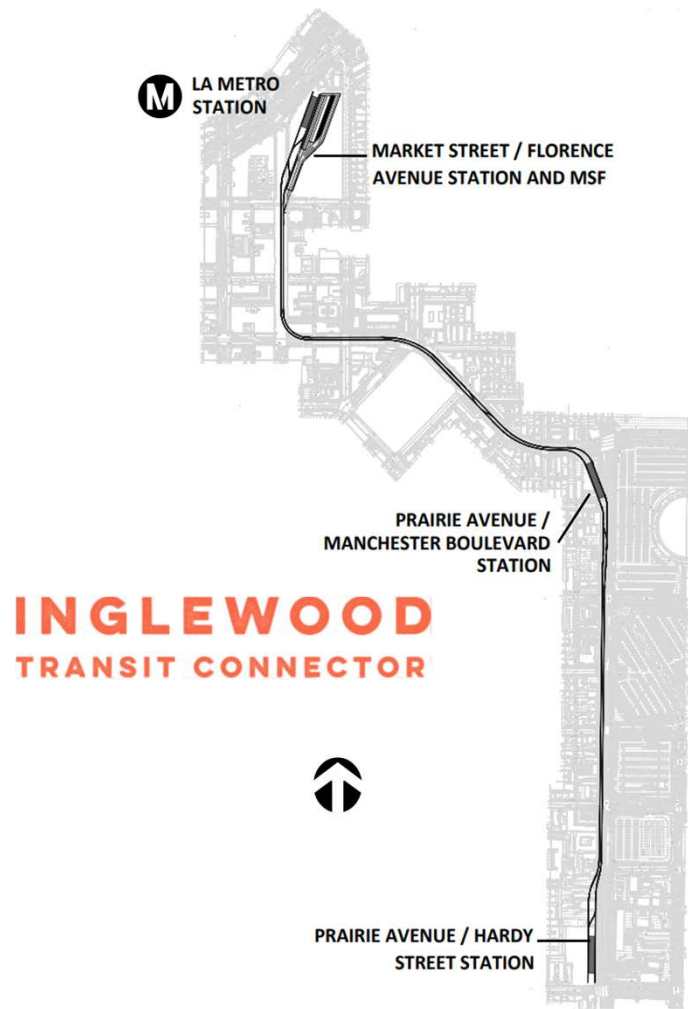 M
LA METRO
STATION
MARKET STREET / FLORENCE
AVENUE STATION AND MSF
PRAIRIE AVENUE /
MANCHESTER BOULEVARD
STATION
INGLEWOOD
TRANSIT CONNECTOR
PRAIRIE AVENUE / HARDY
STREET STATION